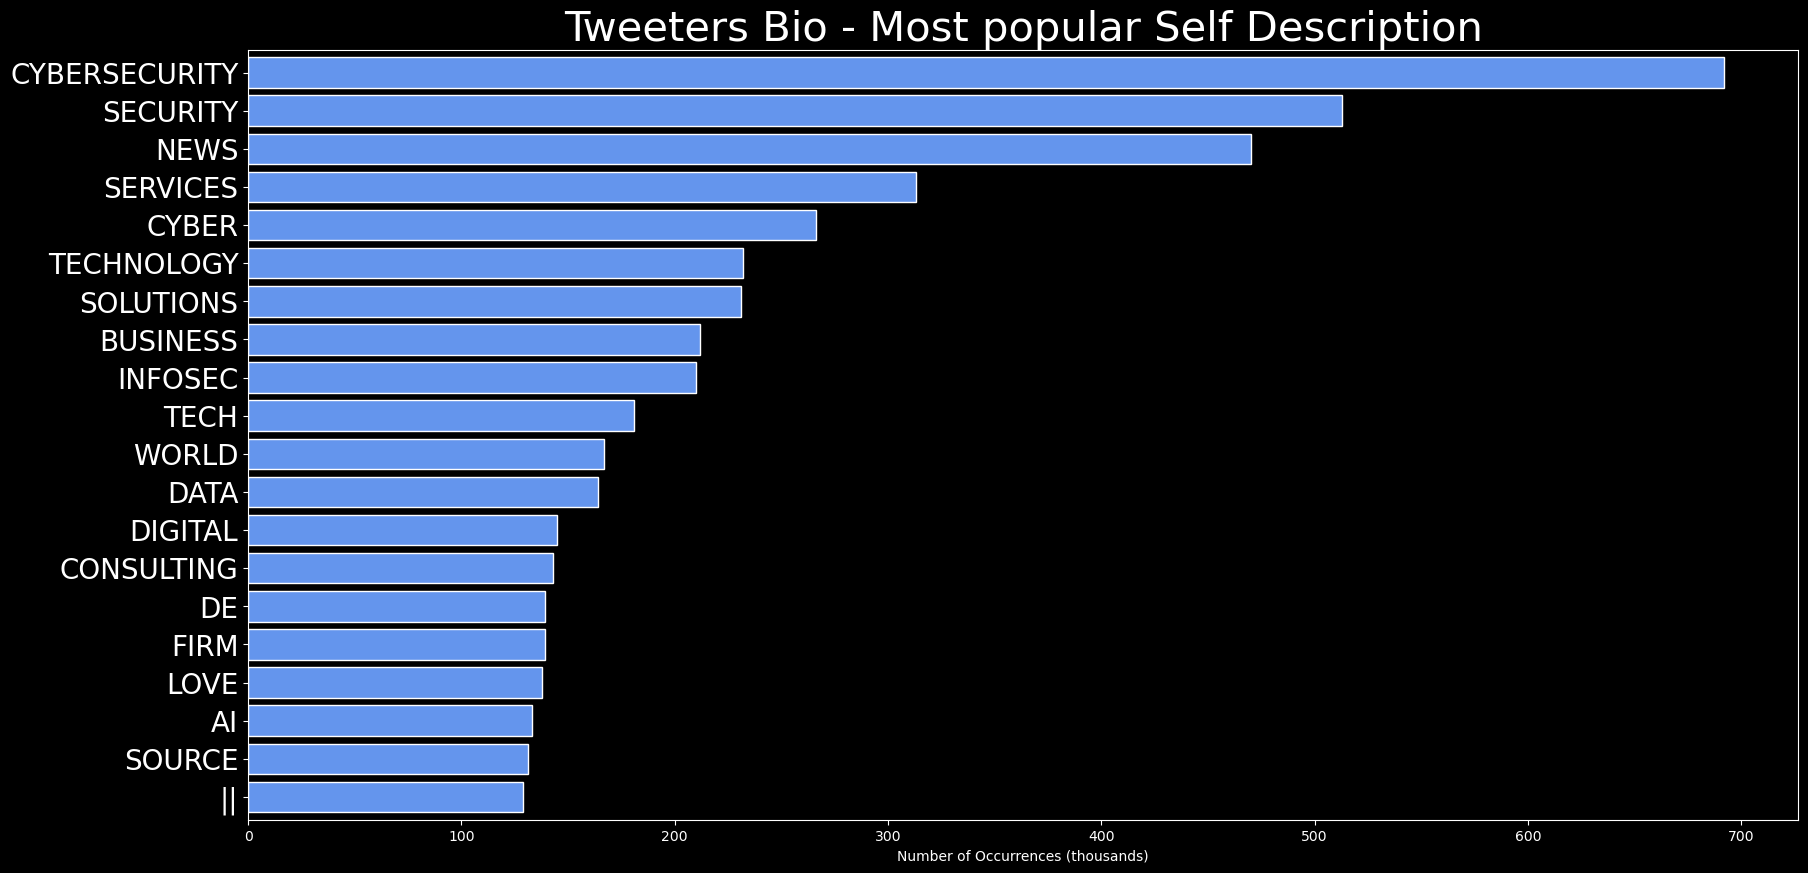 Tweeters Bio - Most popular Self Description
CYBERSECURITY
SECURITY
NEWS
SERVICES
CYBER
TECHNOLOGY
SOLUTIONS
BUSINESS
INFOSEC
TECH
WORLD
DATA
DIGITAL
CONSULTING
DE
FIRM
LOVE
AI
SOURCE
||
0 100 200 300 400 500 600 700
Number of Occurrences (thousands)